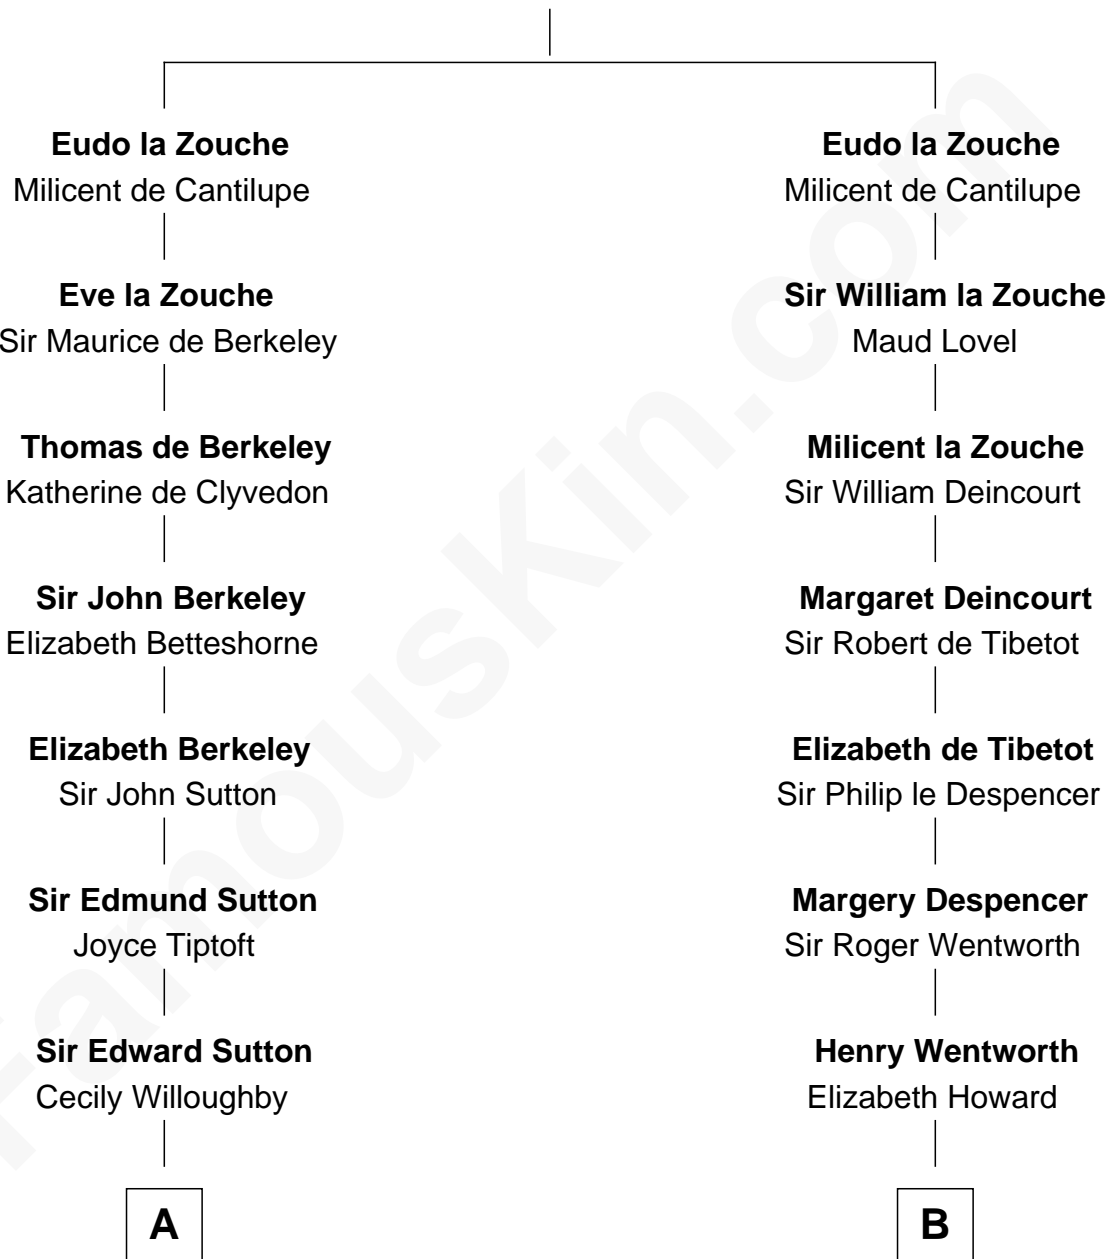 Eudo la Zouche
Milicent de Cantilupe
Eve la Zouche
Sir Maurice de Berkeley
Thomas de Berkeley
Katherine de Clyvedon
Sir John Berkeley
Elizabeth Betteshorne
Elizabeth Berkeley
Sir John Sutton
Sir Edmund Sutton
Joyce Tiptoft
Sir Edward Sutton
Cecily Willoughby
A
Eudo la Zouche
Milicent de Cantilupe
Sir William la Zouche
Maud Lovel
Milicent la Zouche
Sir William Deincourt
Margaret Deincourt
Sir Robert de Tibetot
Elizabeth de Tibetot
Sir Philip le Despencer
Margery Despencer
Sir Roger Wentworth
Henry Wentworth
Elizabeth Howard
B
FamousKin.com